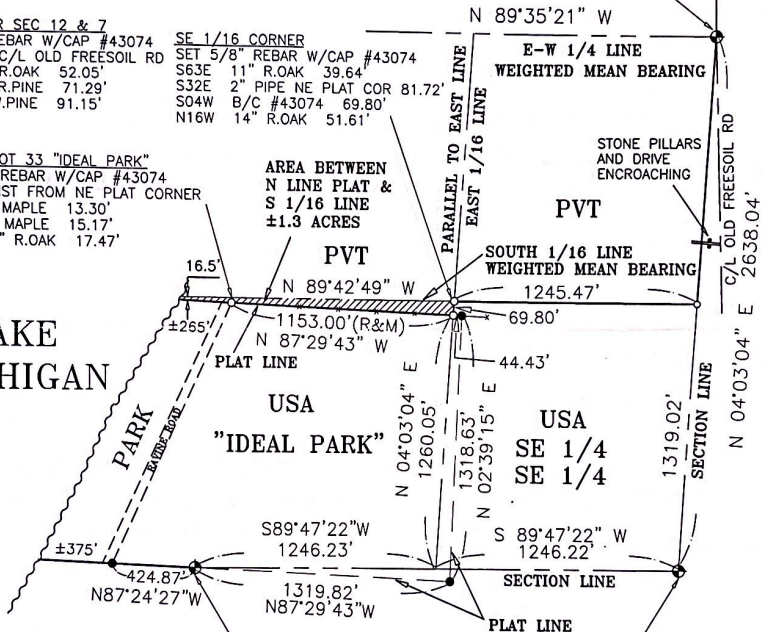 N 89°35'21" W
E-W 1/4 LINE
WEIGHTED MEAN BEARING
R SEC 12 & 7
EBAR W/CAP #43074
C/L OLD FREESOIL RD
R.OAK 52.05'
R.PINE 71.29'
.PINE 91.15'
SE 1/16 CORNER
SET 5/8" REBAR W/CAP #43074
S63E 11" R.OAK 39.64'
S32E 2" PIPE NE PLAT COR 81.72'
S04W B/C #43074 69.80'
N16W 14" R.OAK 51.61'
OT 33 "IDEAL PARK"
REBAR W/CAP #43074
IST FROM NE PLAT CORNER
MAPLE 13.30'
MAPLE 15.17'
" R.OAK 17.47'
AREA BETWEEN
N LINE PLAT &
S 1/16 LINE
±1.3 ACRES
PARALLEL TO EAST LINE
EAST 1/16 LINE
STONE PILLARS
AND DRIVE
ENCROACHING
PVT
PVT
C/L OLD FREESOIL RD
2638.04'
N 04°03'04" E
SOUTH 1/16 LINE
WEIGHTED MEAN BEARING
16.5'
N 89°42'49" W
1245.47'
±265'
1153.00'(R&M)
N 87°29'43" W
69.80'
44.43'
PLAT LINE
AKE
HIGAN
PARK
USA
"IDEAL PARK"
N 04°03'04" E
1260.05'
1318.63'
N 02°39'15" E
USA
SE 1/4
SE 1/4
1319.02'
SECTION LINE
±375'
S89°47'22"W
1246.23'
S 89°47'22" W
1246.22'
424.87'
N87°24'27"W
1319.82'
N87°29'43"W
SECTION LINE
PLAT LINE